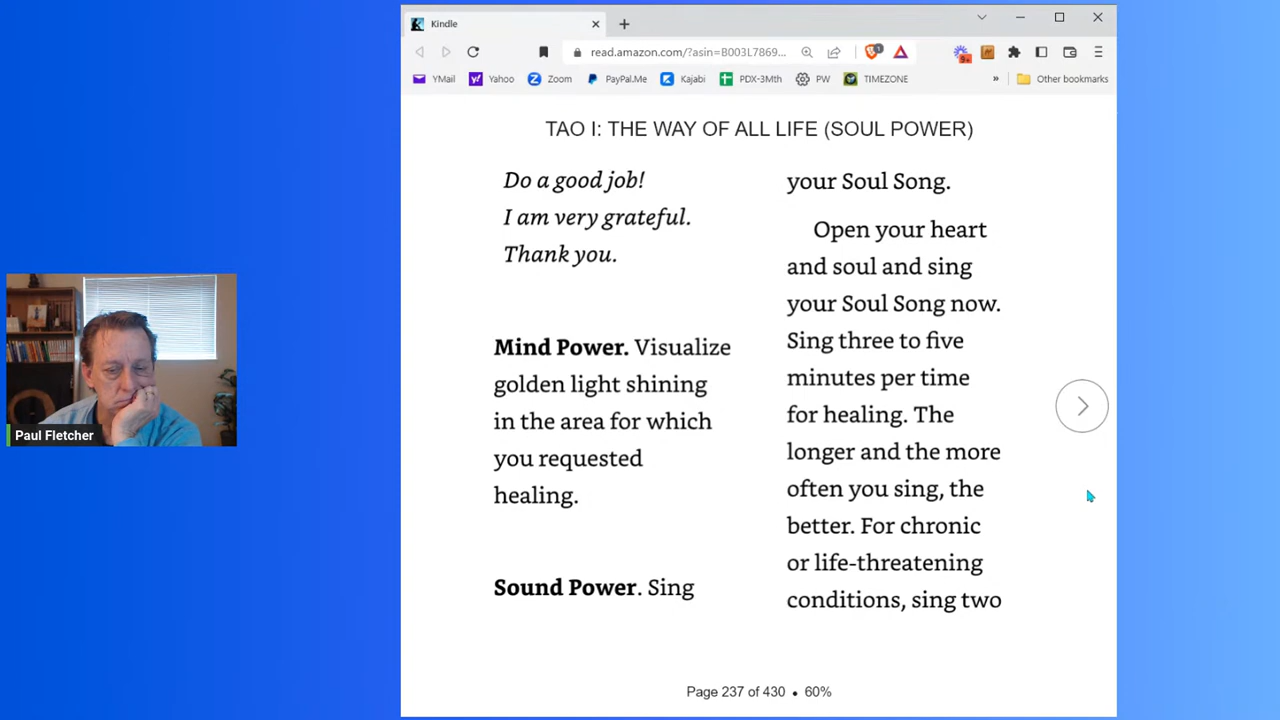 Kindle
read.amazon.com/?asin=B003L7869...
1
9+
YMail
Yahoo
Zoom
PayPal.Me
Kajabi
PDX-3Mth
PW
TIMEZONE
»
Other bookmarks
TAO I: THE WAY OF ALL LIFE (SOUL POWER)
Do a good job!
I am very grateful.
Thank you.
Mind Power. Visualize
golden light shining
in the area for which
you requested
healing.
Sound Power. Sing
your Soul Song.
Open your heart
and soul and sing
your Soul Song now.
Sing three to five
minutes per time
for healing. The
longer and the more
often you sing, the
better. For chronic
or life-threatening
conditions, sing two
Page 237 of 430 • 60%
Paul Fletcher